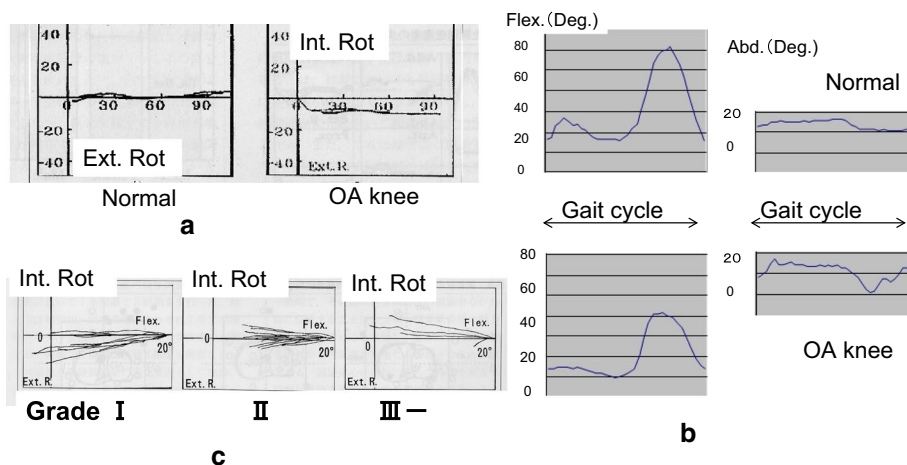 40
20
0
30
60
90
-20
-40
Ext. Rot
Normal
40
Int. Rot
20
0
30
60
90
-20
-40
Ext.R.
OA knee
a
Flex.(Deg.)
80
60
40
20
0
Abd.(Deg.)
Normal
20
0
Gait cycle
Gait cycle
80
60
40
20
0
20
0
OA knee
b
Int. Rot
0
Flex.
20°
Ext.R.
Grade I
Int. Rot
0
Flex.
20°
Ext.R.
II
Int. Rot
0
Flex.
20°
Ext.R.
III −
c